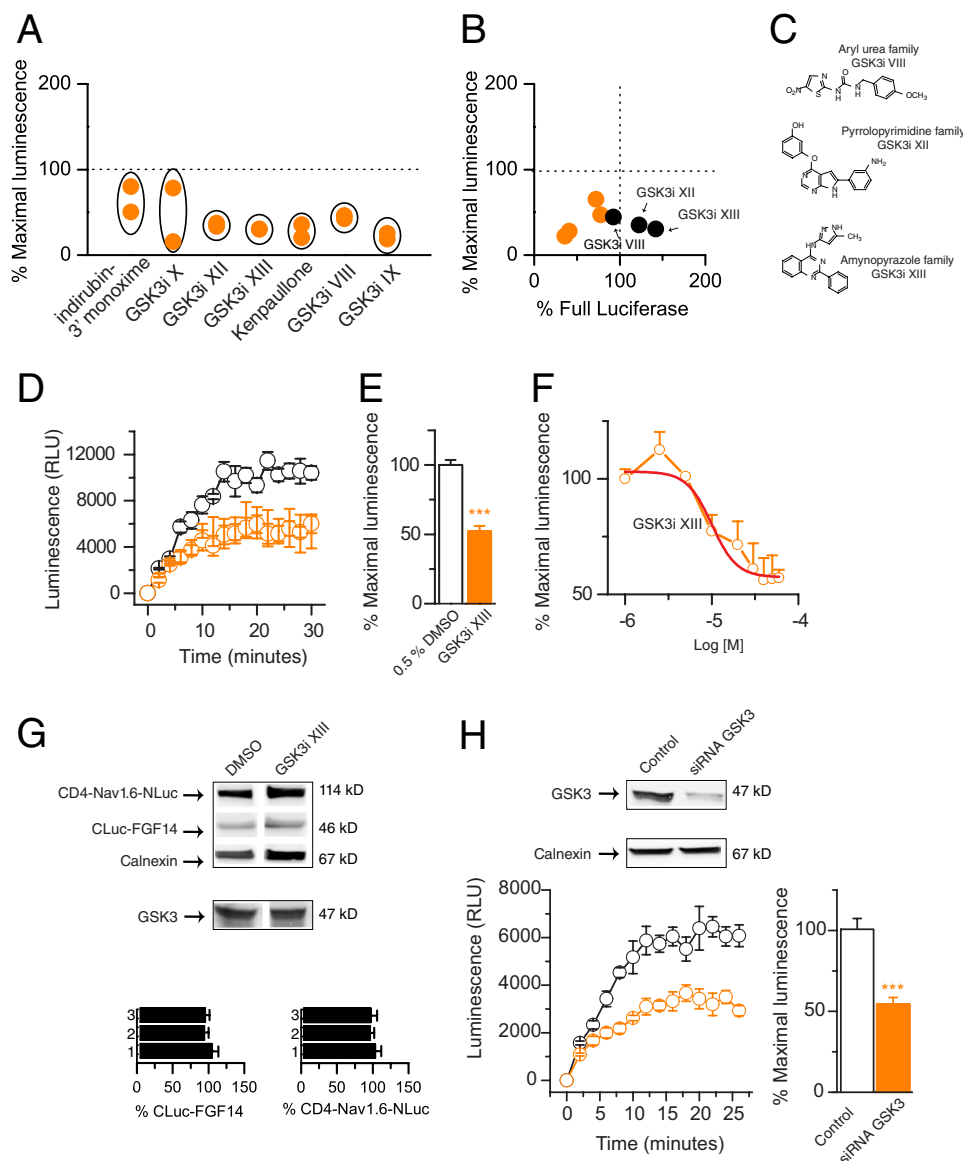 A
% Maximal luminescence
200
100
0
indirubin-
3' monoxime
GSK3i X
GSK3i XII
GSK3i XIII
Kenpaullone
GSK3i VIII
GSK3i IX
B
% Maximal luminescence
200
100
0
GSK3i XII
GSK3i XIII
GSK3i VIII
0 100 200
% Full Luciferase
C
Aryl urea family
GSK3i VIII
O₂N
N
S
N
H
O
N
H
OCH₃
Pyrrolopyrimidine family
GSK3i XII
OH
O
NH₂
N
N
N
H
Amynopyrazole family
GSK3i XIII
N
NH
CH₃
HN
N
N
D
Luminescence (RLU)
12000
8000
4000
0
0 10 20 30
Time (minutes)
E
% Maximal luminescence
100
50
0
***
0.5 % DMSO
GSK3i XIII
F
% Maximal luminescence
100
50
GSK3i XIII
-6 -5 -4
Log [M]
G
DMSO
GSK3i XIII
CD4-Nav1.6-NLuc 114 kD
CLuc-FGF14 46 kD
Calnexin 67 kD
GSK3 47 kD
3
2
1
0 50 100 150
% CLuc-FGF14
3
2
1
0 50 100 150
% CD4-Nav1.6-NLuc
H
Control
siRNA GSK3
GSK3 47 kD
Calnexin 67 kD
Luminescence (RLU)
8000
6000
4000
2000
0
0 5 10 15 20 25
Time (minutes)
% Maximal luminescence
100
50
0
***
Control
siRNA GSK3